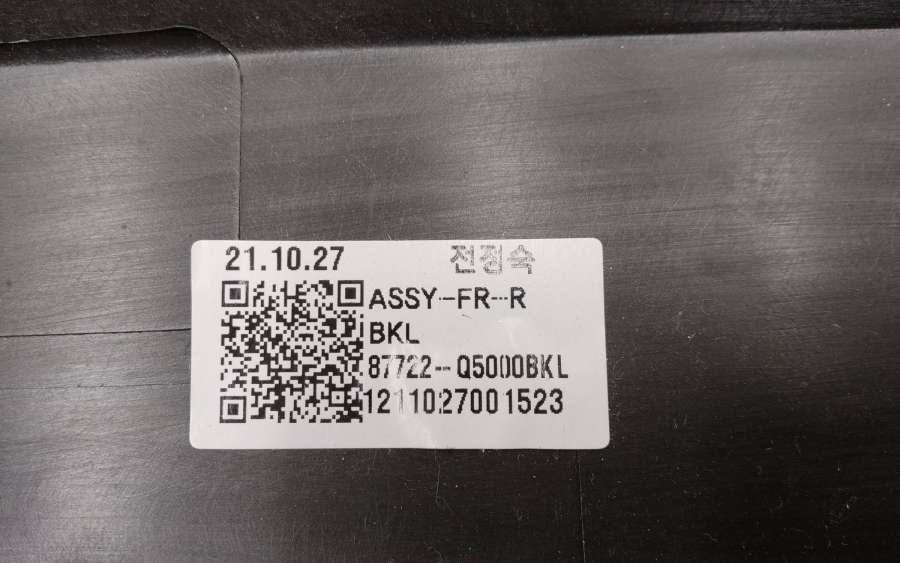 21.10.27 전정숙
ASSY-FR-R
BKL
87722-Q5000BKL
1211027001523